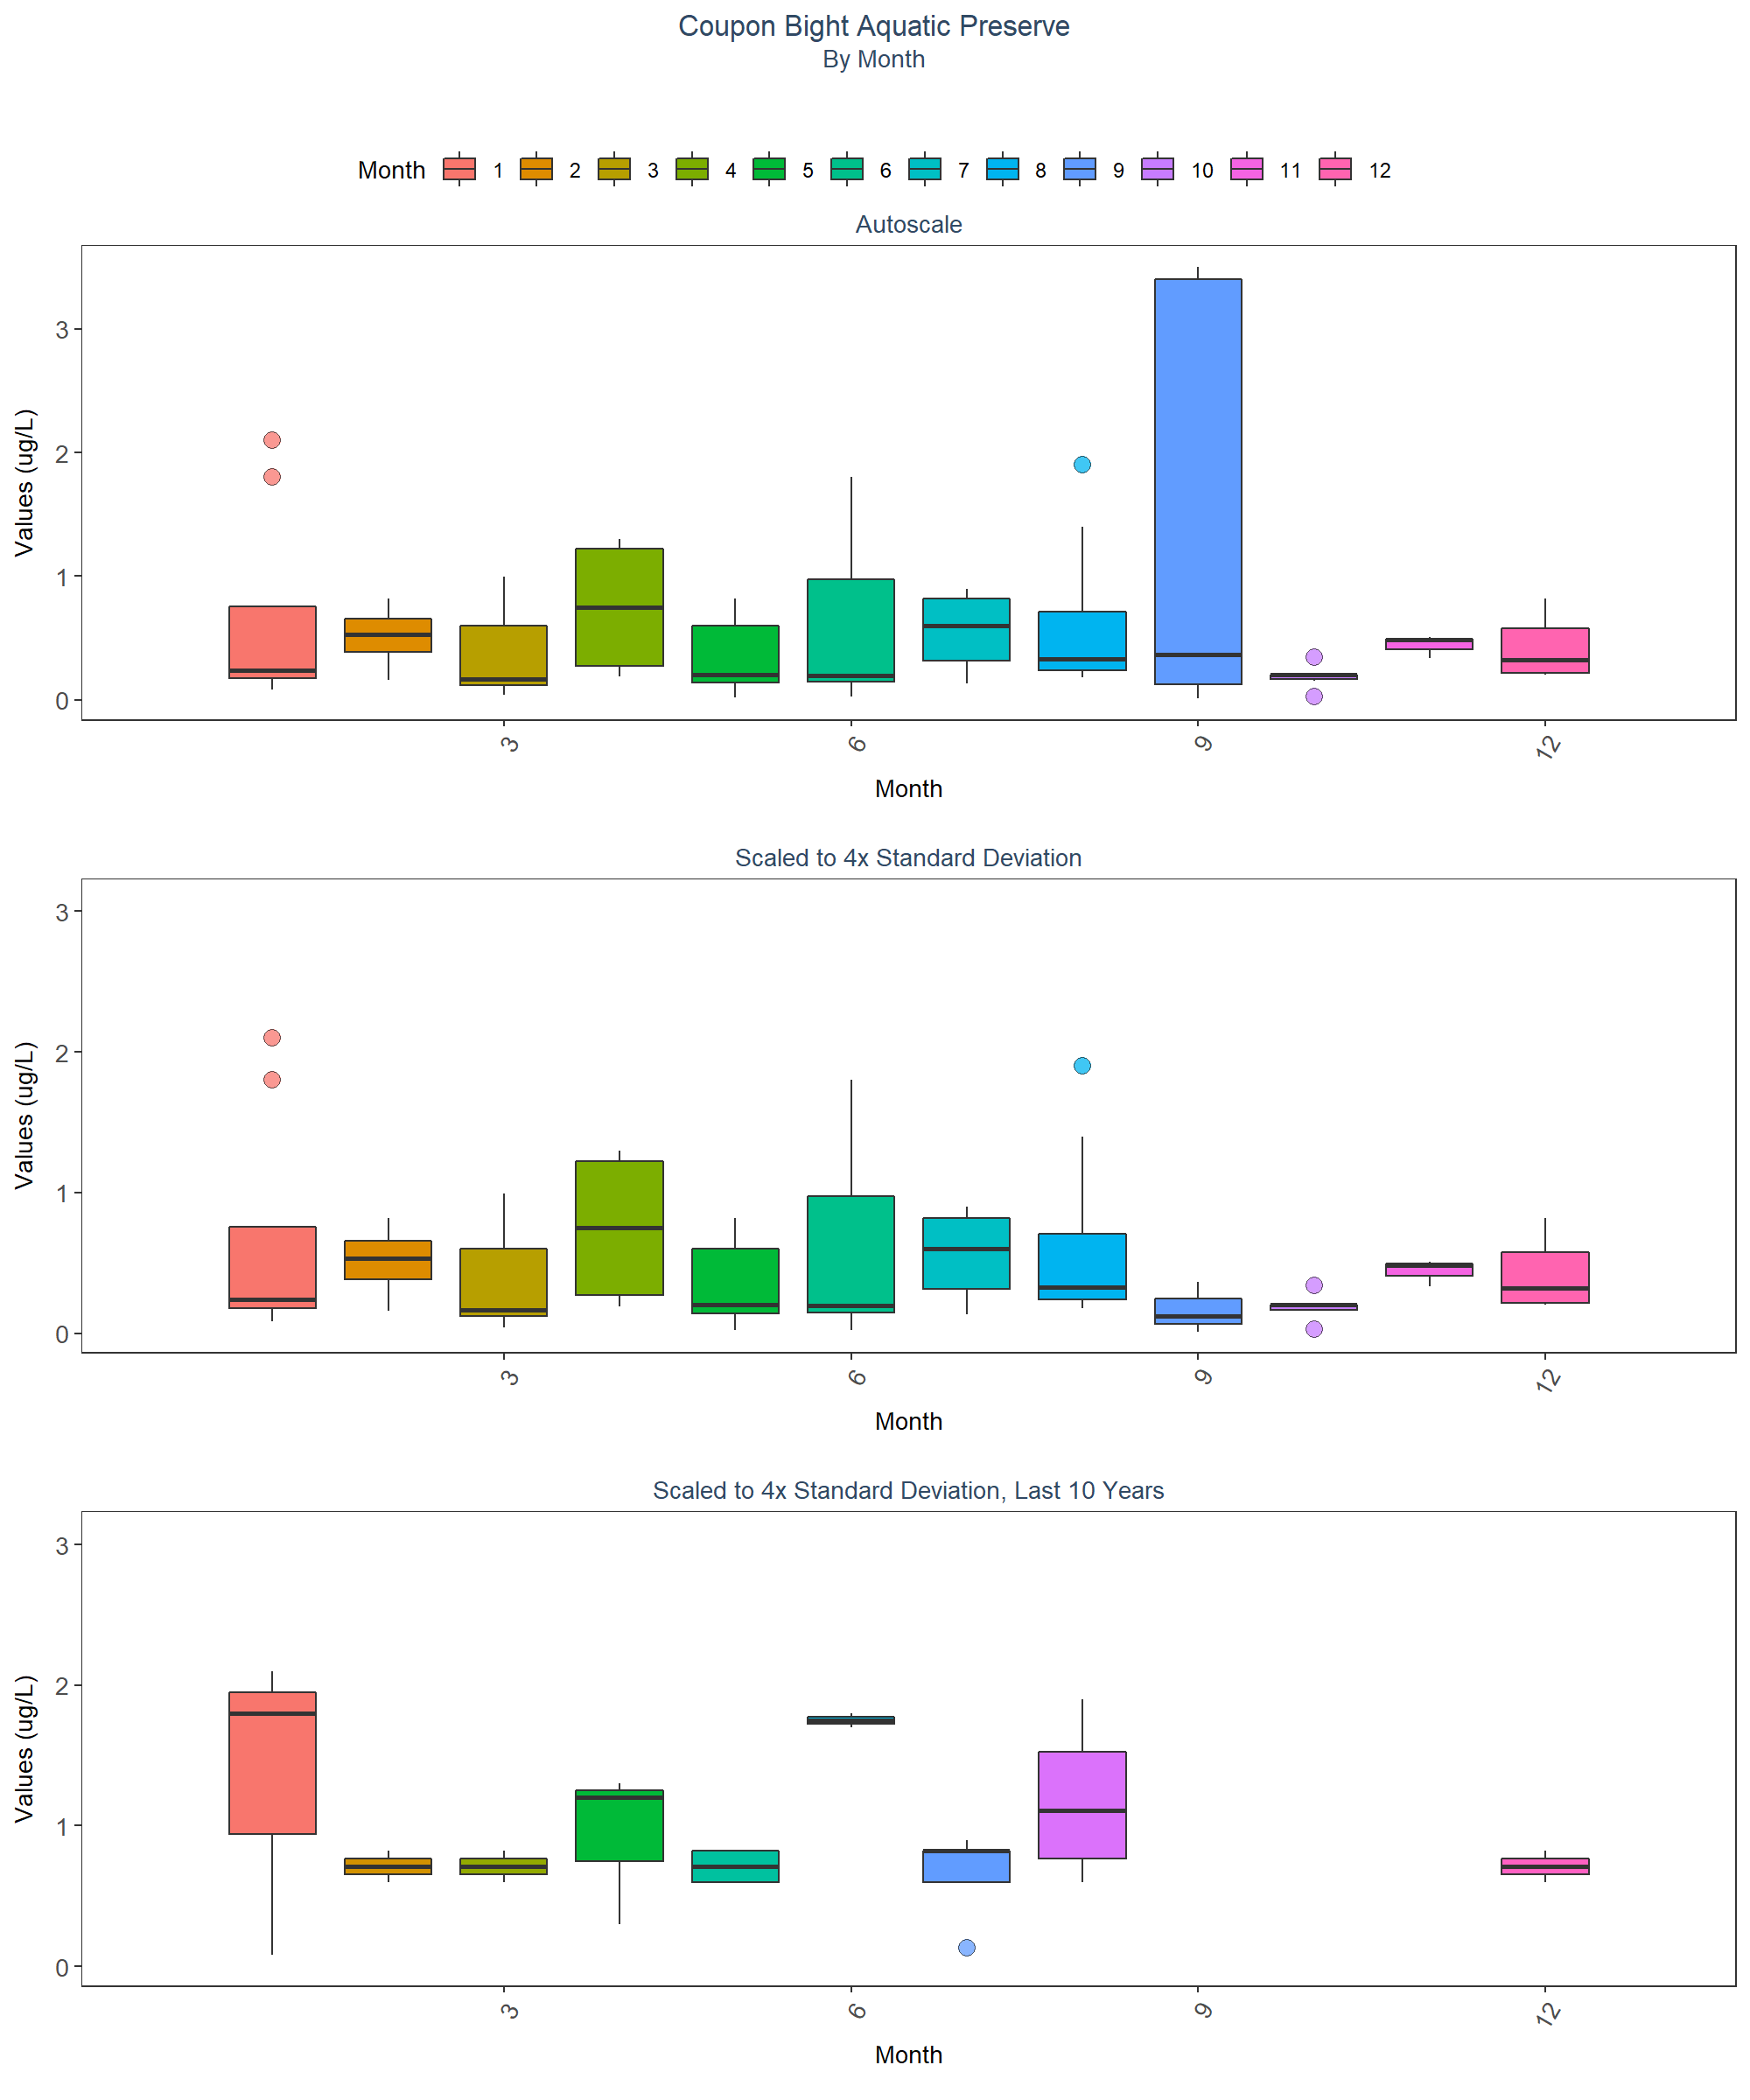 Coupon Bight Aquatic Preserve
By Month
Month 1 2 3 4 5 6 7 8 9 10 11 12
Autoscale
Values (ug/L)
3
2
1
0
3 6 9 12
Month
Scaled to 4x Standard Deviation
Values (ug/L)
3
2
1
0
3 6 9 12
Month
Scaled to 4x Standard Deviation, Last 10 Years
Values (ug/L)
3
2
1
0
3 6 9 12
Month